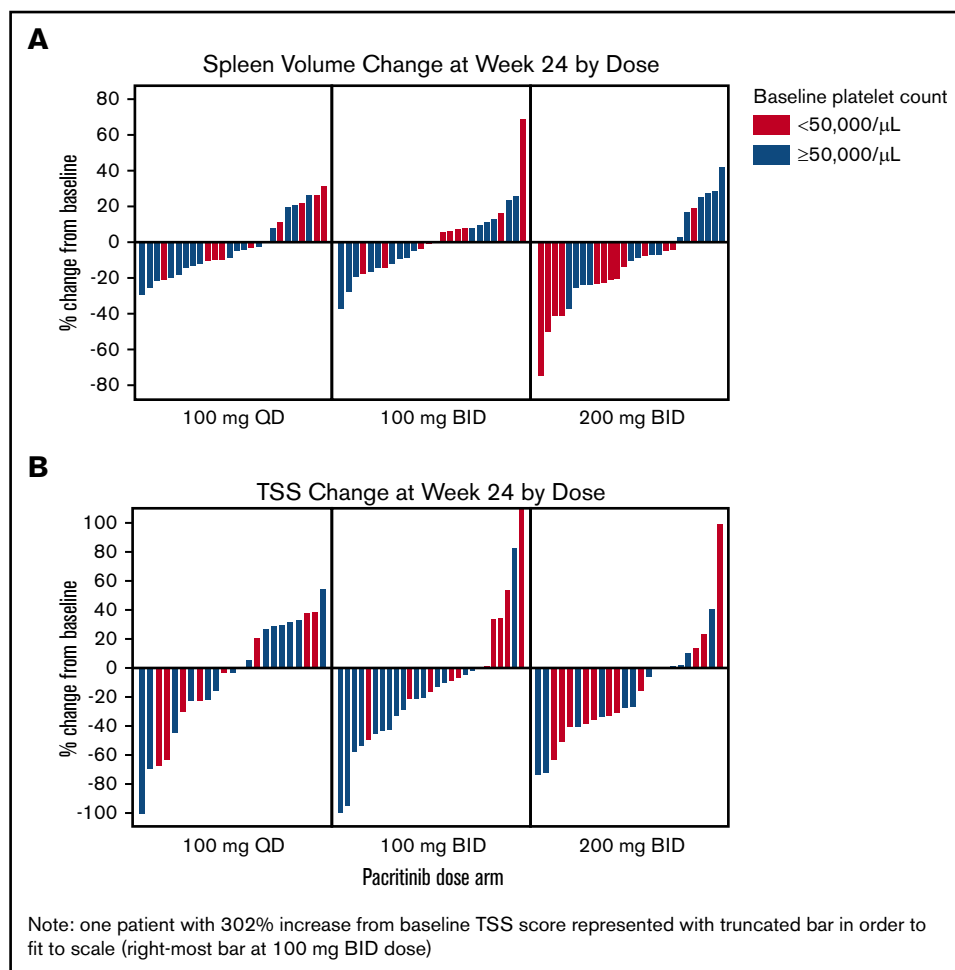 A
Spleen Volume Change at Week 24 by Dose
Baseline platelet count
<50,000/μL
≥50,000/μL
% change from baseline
80
60
40
20
0
-20
-40
-60
-80
100 mg QD 100 mg BID 200 mg BID
B
TSS Change at Week 24 by Dose
% change from baseline
100
80
60
40
20
0
-20
-40
-60
-80
-100
100 mg QD 100 mg BID 200 mg BID
Pacritinib dose arm
Note: one patient with 302% increase from baseline TSS score represented with truncated bar in order to
fit to scale (right-most bar at 100 mg BID dose)